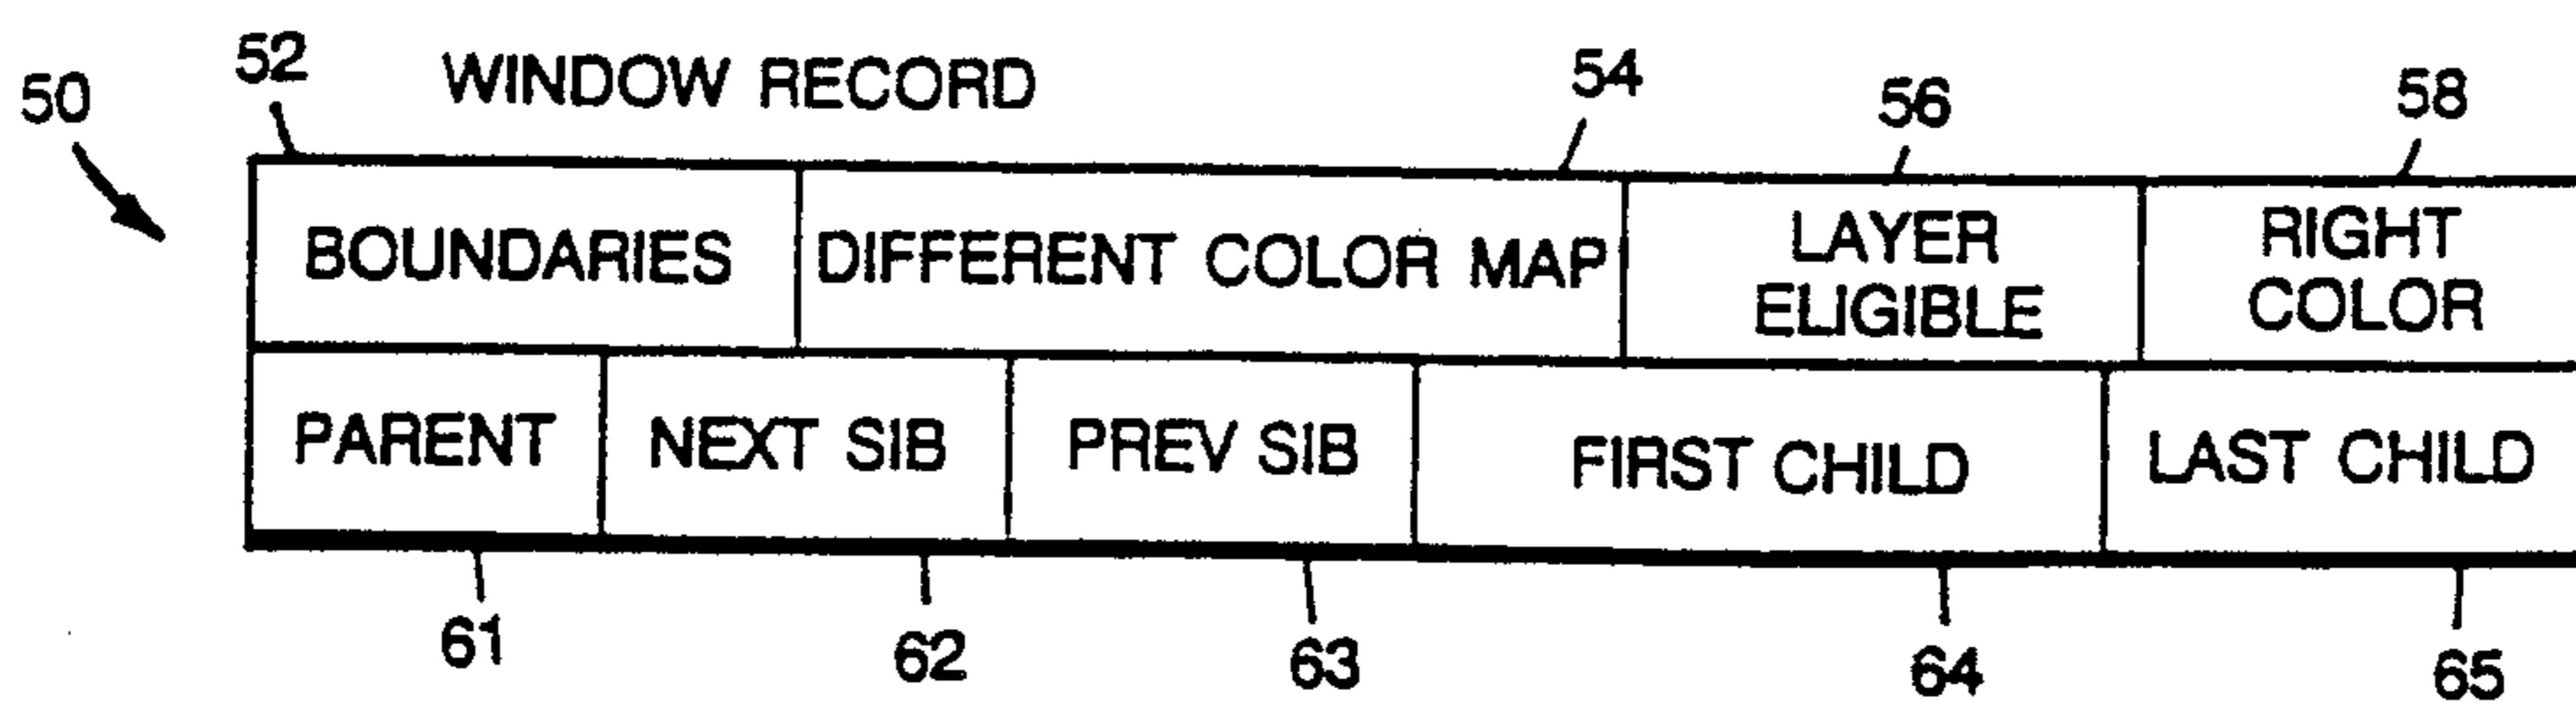 50
52
WINDOW RECORD
54
56
58
BOUNDARIES
DIFFERENT COLOR MAP
LAYER
ELIGIBLE
RIGHT
COLOR
PARENT
NEXT SIB
PREV SIB
FIRST CHILD
LAST CHILD
61
62
63
64
65